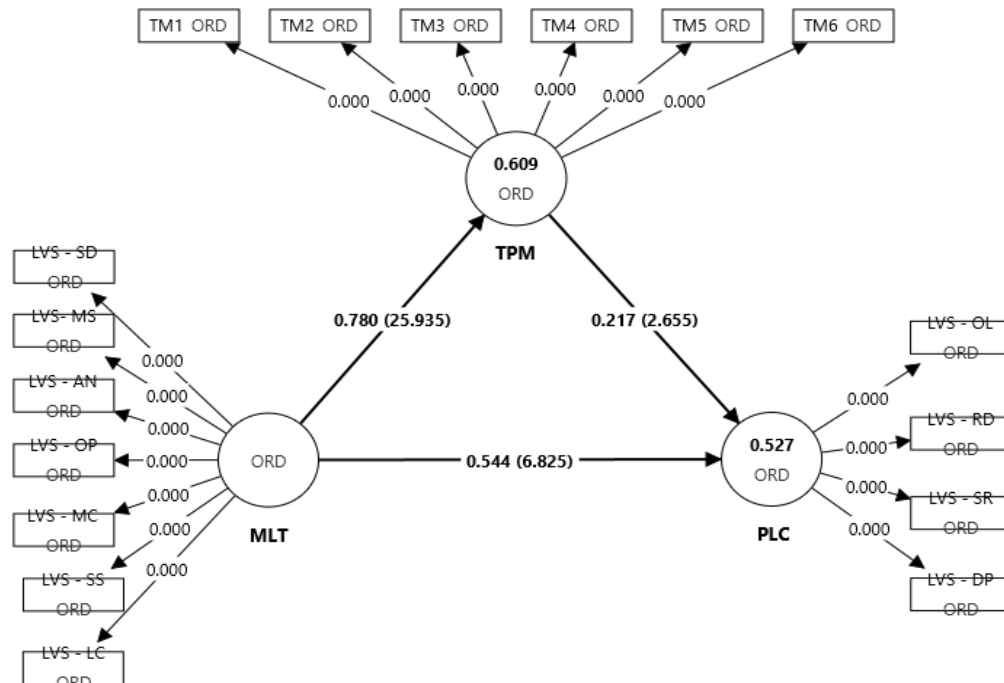 TM1 ORD
TM2 ORD
TM3 ORD
TM4 ORD
TM5 ORD
TM6 ORD
0.000
0.000
0.000
0.000
0.000
0.000
0.609
ORD
TPM
LVS - SD
ORD
LVS- MS
ORD
LVS - AN
ORD
LVS - OP
ORD
LVS - MC
ORD
LVS - SS
ORD
LVS - LC
ORD
0.000
0.000
0.000
0.000
0.000
0.000
0.000
ORD
MLT
0.780 (25.935)
0.217 (2.655)
0.544 (6.825)
0.527
ORD
PLC
0.000
0.000
0.000
0.000
LVS - OL
ORD
LVS - RD
ORD
LVS - SR
ORD
LVS - DP
ORD